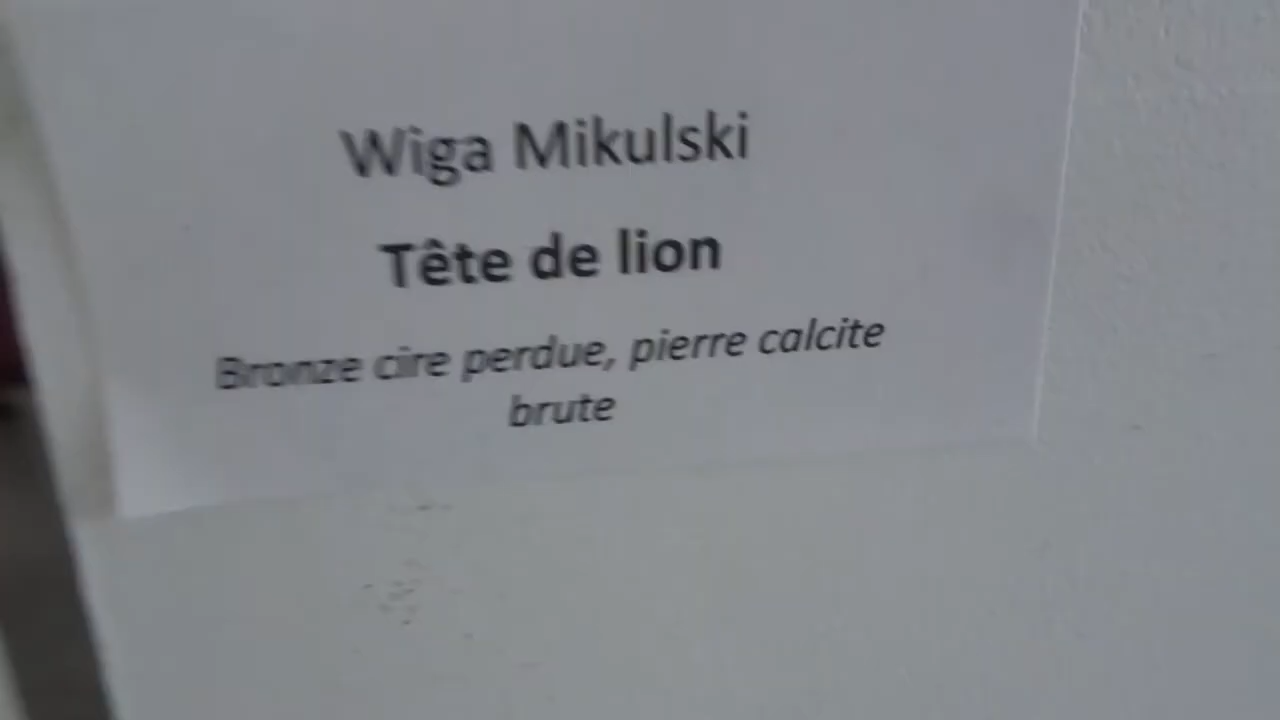 Wiga Mikulski
Tête de lion
Bronze cire perdue, pierre calcite
brute